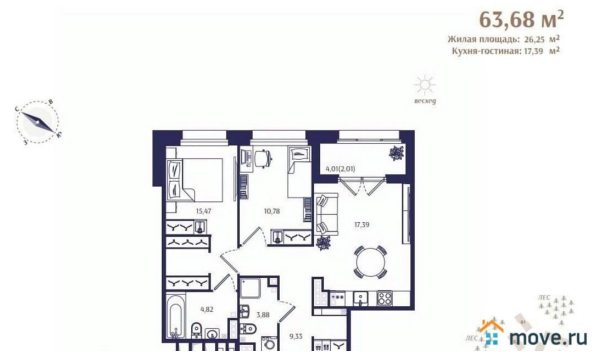 63,68 м²
Жилая площадь: 26,25 м²
Кухня-гостиная: 17,39 м²
восход
С
В
З
Ю
4,01(2,01)
15,47
10,78
17,39
4,82
3,88
9,33
ЛЕС
ЛЕС
move.ru